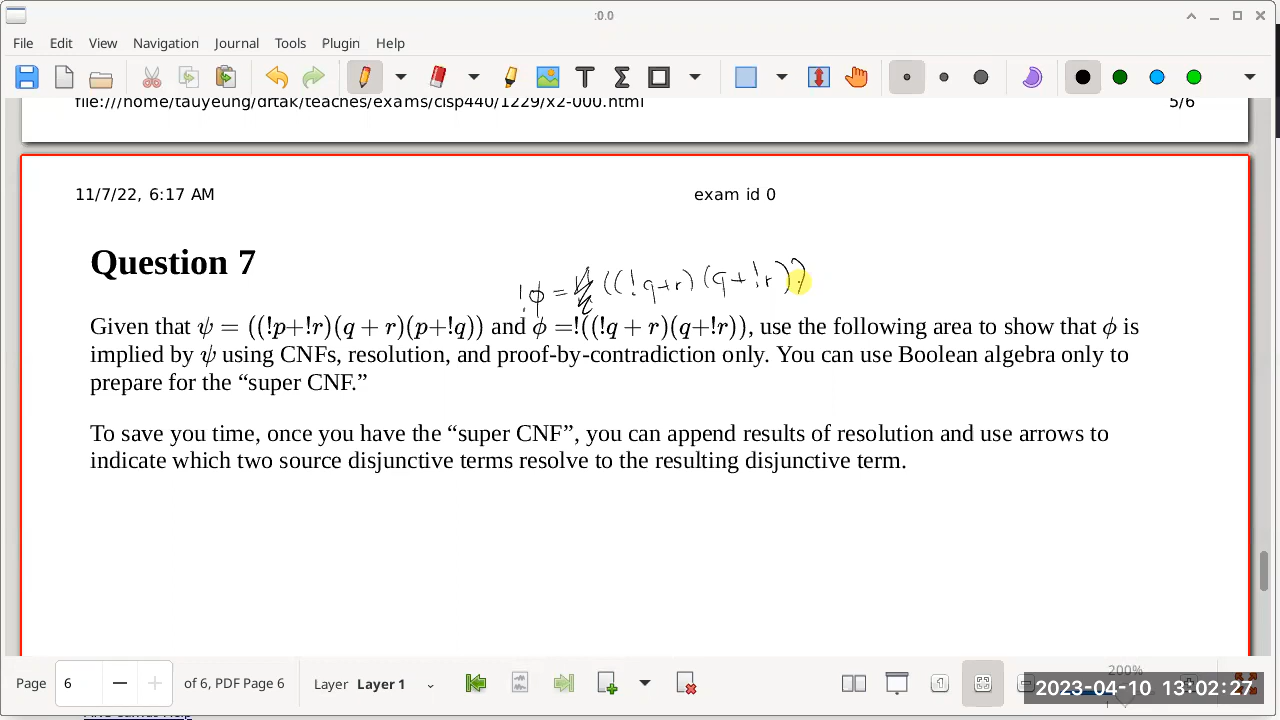 :0.0
File Edit View Navigation Journal Tools Plugin Help
file:///home/tauyeung/drtak/teaches/exams/cisp440/1229/x2-000.html 5/6
11/7/22, 6:17 AM exam id 0
Question 7
!ϕ = ((!q+r)(q+!r))
Given that ψ = ((!p+!r)(q + r)(p+!q)) and ϕ =!((!q + r)(q+!r)), use the following area to show that ϕ is
implied by ψ using CNFs, resolution, and proof-by-contradiction only. You can use Boolean algebra only to
prepare for the “super CNF.”
To save you time, once you have the “super CNF”, you can append results of resolution and use arrows to
indicate which two source disjunctive terms resolve to the resulting disjunctive term.
Page 6 of 6, PDF Page 6 Layer Layer 1 200%
2023-04-10 13:02:27